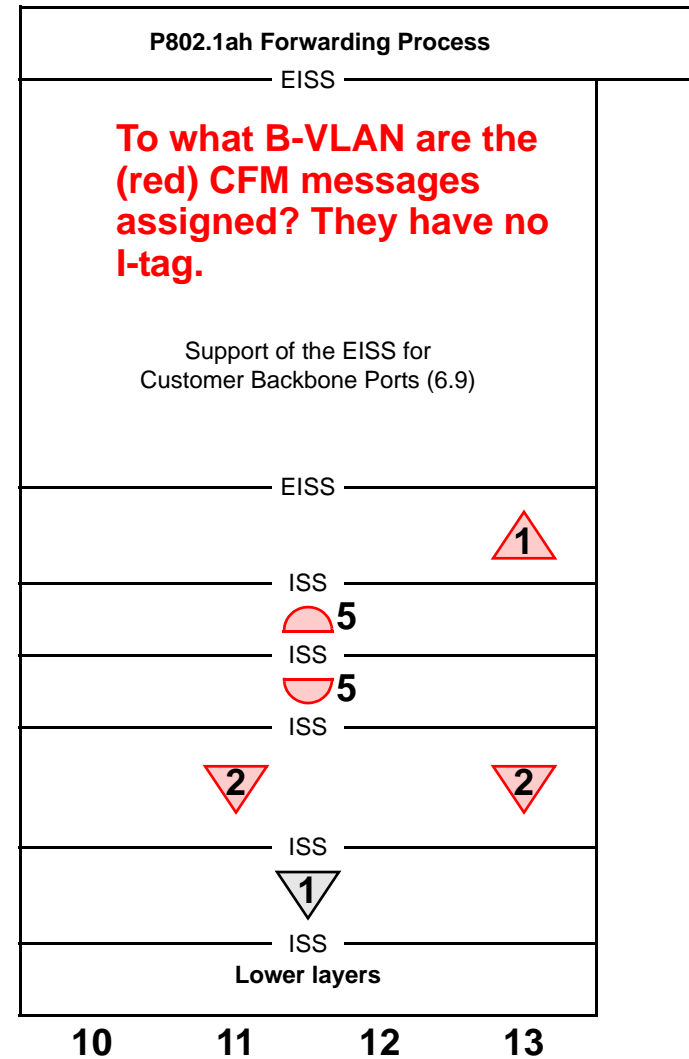 P802.1ah Forwarding Process
EISS
To what B-VLAN are the
(red) CFM messages
assigned? They have no
I-tag.
Support of the EISS for
Customer Backbone Ports (6.9)
EISS
1
ISS
5
ISS
5
ISS
2 2
ISS
1
ISS
Lower layers
10 11 12 13